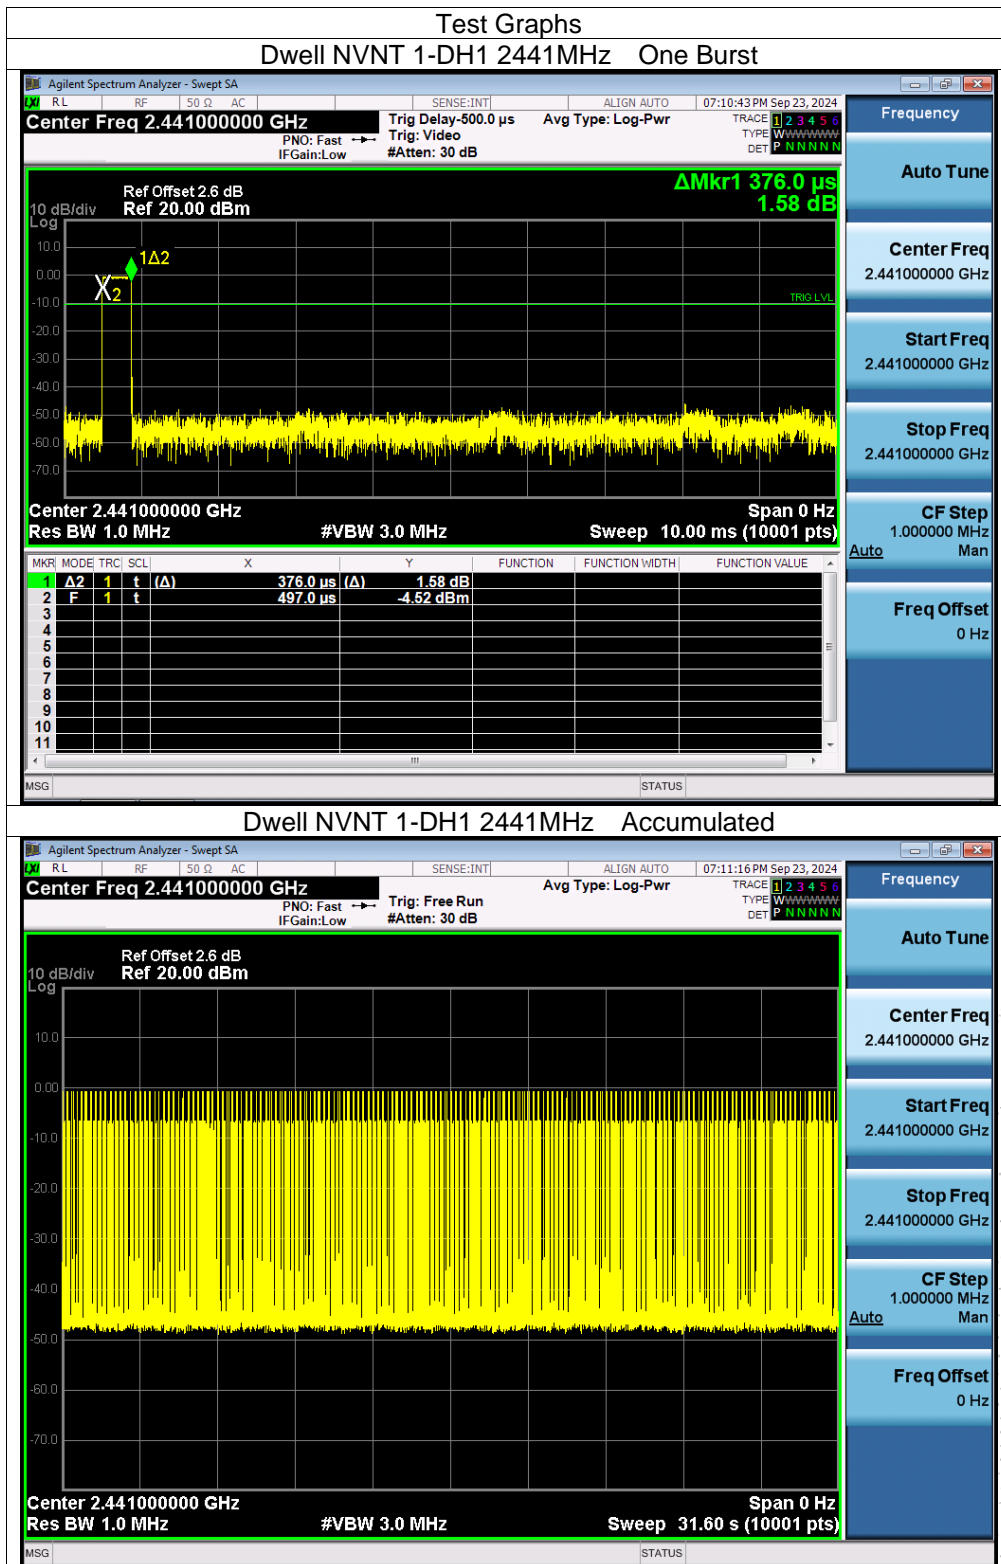 Test Graphs
Dwell NVNT 1-DH1 2441MHz One Burst
Agilent Spectrum Analyzer - Swept SA
LXI RL RF 50 Ω AC SENSE:INT ALIGN AUTO 07:10:43 PM Sep 23, 2024
Center Freq 2.441000000 GHz
PNO: Fast
IFGain:Low
Trig Delay-500.0 µs
Trig: Video
#Atten: 30 dB
Avg Type: Log-Pwr
TRACE 1 2 3 4 5 6
TYPE WWWWWW
DET P N N N N N
Frequency
Auto Tune
Center Freq
2.441000000 GHz
Start Freq
2.441000000 GHz
Stop Freq
2.441000000 GHz
CF Step
1.000000 MHz
Auto Man
Freq Offset
0 Hz
Ref Offset 2.6 dB
10 dB/div Ref 20.00 dBm
Log
ΔMkr1 376.0 µs
1.58 dB
10.0
0.00
-10.0
-20.0
-30.0
-40.0
-50.0
-60.0
-70.0
1Δ2
X2
TRIG LVL
Center 2.441000000 GHz Span 0 Hz
Res BW 1.0 MHz #VBW 3.0 MHz Sweep 10.00 ms (10001 pts)
MKR MODE TRC SCL X Y FUNCTION FUNCTION WIDTH FUNCTION VALUE
1 Δ2 1 t (Δ) 376.0 µs (Δ) 1.58 dB
2 F 1 t 497.0 µs -4.52 dBm
3
4
5
6
7
8
9
10
11
MSG STATUS
Dwell NVNT 1-DH1 2441MHz Accumulated
Agilent Spectrum Analyzer - Swept SA
LXI RL RF 50 Ω AC SENSE:INT ALIGN AUTO 07:11:16 PM Sep 23, 2024
Center Freq 2.441000000 GHz
PNO: Fast
IFGain:Low
Trig: Free Run
#Atten: 30 dB
Avg Type: Log-Pwr
TRACE 1 2 3 4 5 6
TYPE WWWWWW
DET P N N N N N
Frequency
Auto Tune
Center Freq
2.441000000 GHz
Start Freq
2.441000000 GHz
Stop Freq
2.441000000 GHz
CF Step
1.000000 MHz
Auto Man
Freq Offset
0 Hz
Ref Offset 2.6 dB
10 dB/div Ref 20.00 dBm
Log
10.0
0.00
-10.0
-20.0
-30.0
-40.0
-50.0
-60.0
-70.0
Center 2.441000000 GHz Span 0 Hz
Res BW 1.0 MHz #VBW 3.0 MHz Sweep 31.60 s (10001 pts)
MSG STATUS